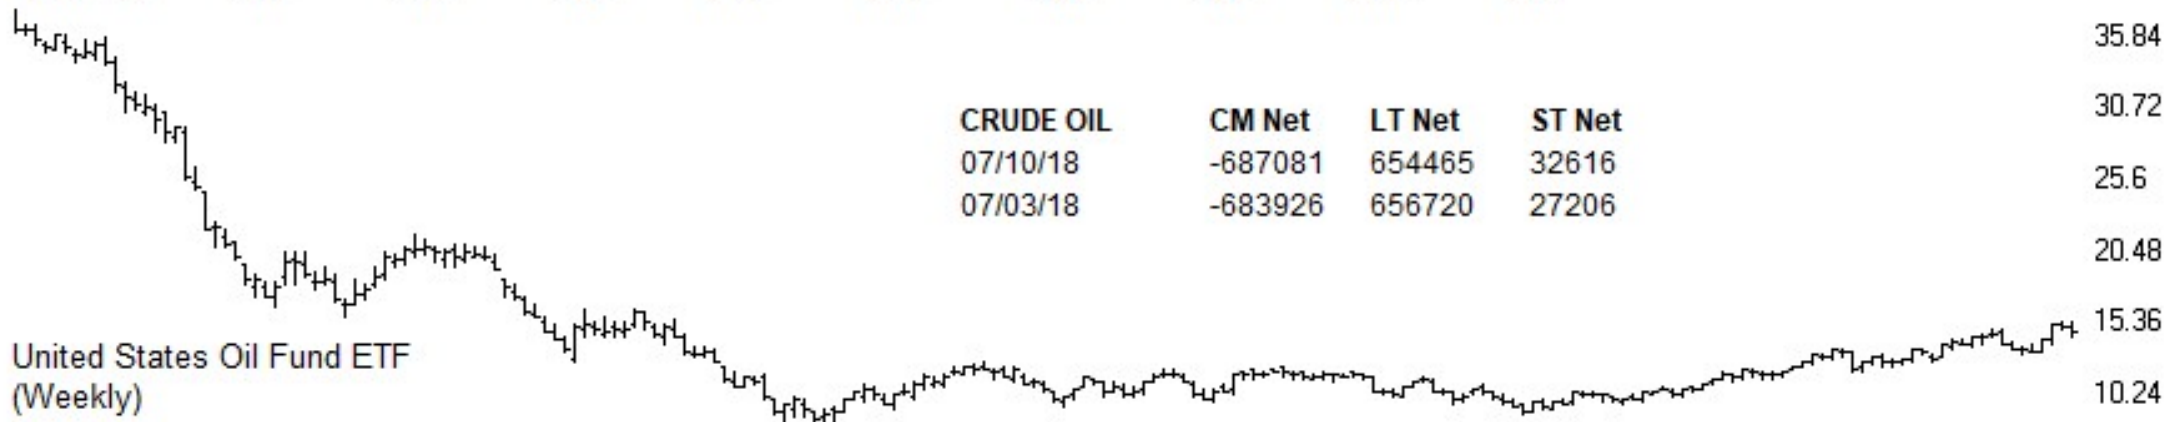 35.84
CRUDE OIL CM Net LT Net ST Net
30.72
07/10/18 -687081 654465 32616
25.6
07/03/18 -683926 656720 27206
20.48
15.36
United States Oil Fund ETF
(Weekly)
10.24